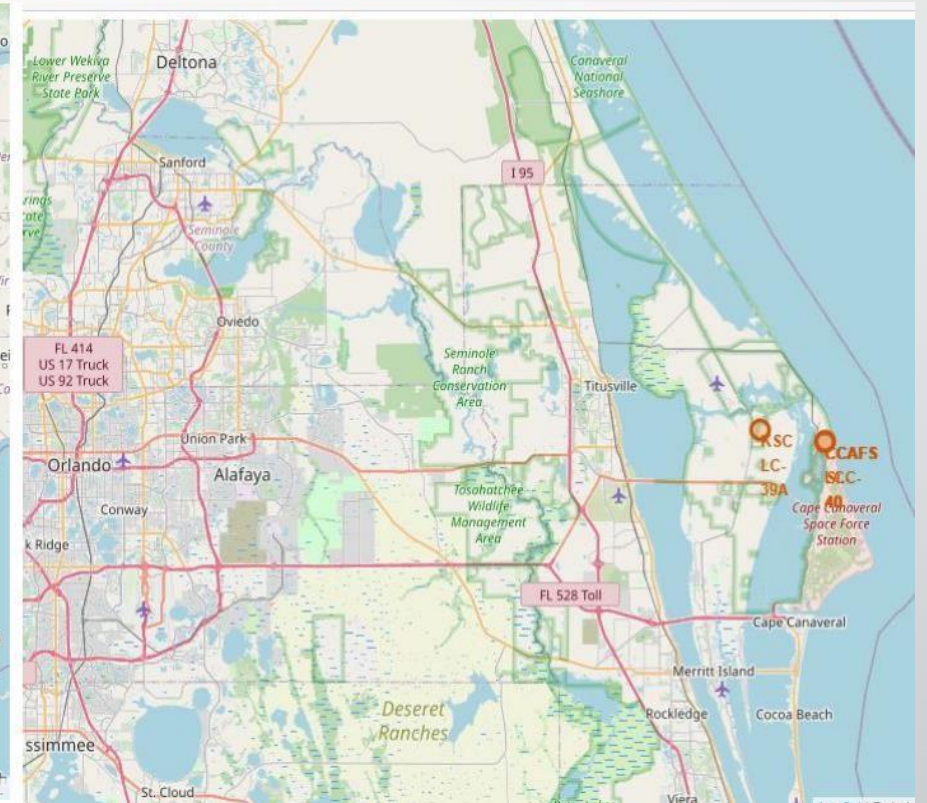 Deltona
Lower Wekiva
River Preserve
State Park
Canaveral
National
Seashore
Sanford
I 95
Seminole
County
Oviedo
FL 414
US 17 Truck
US 92 Truck
Seminole
Ranch
Conservation
Area
Titusville
Union Park
Orlando
Alafaya
KSC
LC-
39A
CCAFS
40
Conway
Tosohatchee
Wildlife
Management
Area
Cape Canaveral
Space Force
Station
k Ridge
FL 528 Toll
Cape Canaveral
Merritt Island
Deseret
Ranches
Rockledge
Cocoa Beach
ssimmee
St. Cloud
Viera